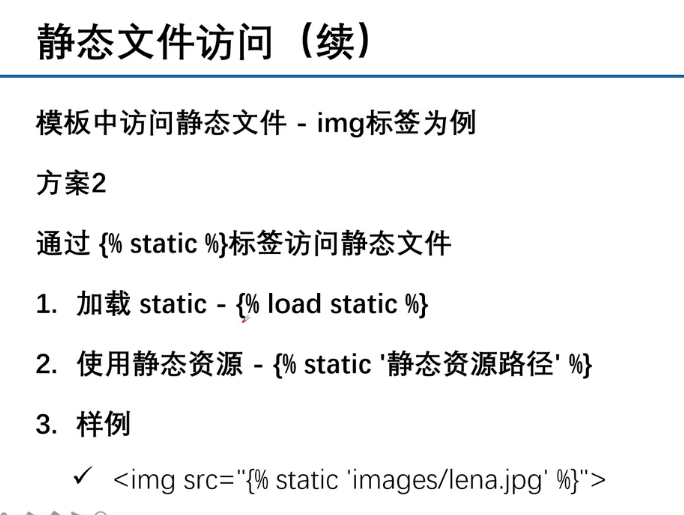 静态文件访问（续）
模板中访问静态文件 - img标签为例
方案2
通过 {% static %}标签访问静态文件
1. 加载 static - {% load static %}
2. 使用静态资源 - {% static '静态资源路径' %}
3. 样例
✓ <img src="{% static 'images/lena.jpg' %}">